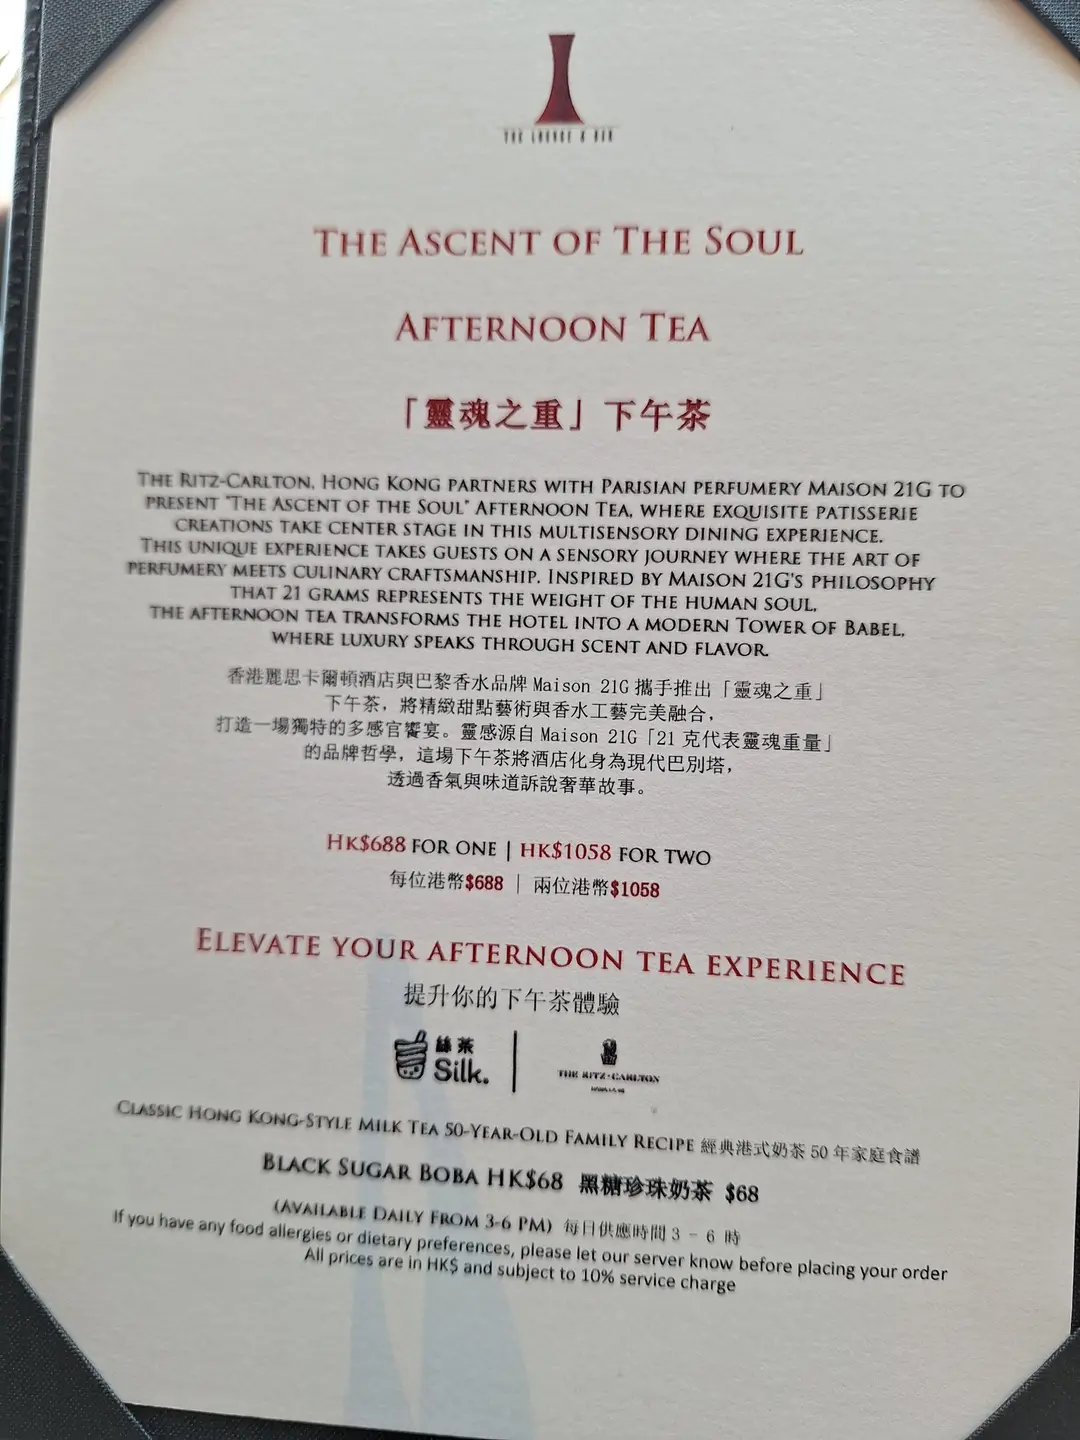 THE LOUNGE & BAR
THE ASCENT OF THE SOUL
AFTERNOON TEA
「靈魂之重」下午茶
THE RITZ-CARLTON, HONG KONG PARTNERS WITH PARISIAN PERFUMERY MAISON 21G TO
PRESENT "THE ASCENT OF THE SOUL" AFTERNOON TEA, WHERE EXQUISITE PATISSERIE
CREATIONS TAKE CENTER STAGE IN THIS MULTISENSORY DINING EXPERIENCE.
THIS UNIQUE EXPERIENCE TAKES GUESTS ON A SENSORY JOURNEY WHERE THE ART OF
PERFUMERY MEETS CULINARY CRAFTSMANSHIP. INSPIRED BY MAISON 21G'S PHILOSOPHY
THAT 21 GRAMS REPRESENTS THE WEIGHT OF THE HUMAN SOUL,
THE AFTERNOON TEA TRANSFORMS THE HOTEL INTO A MODERN TOWER OF BABEL,
WHERE LUXURY SPEAKS THROUGH SCENT AND FLAVOR.
香港麗思卡爾頓酒店與巴黎香水品牌 Maison 21G 攜手推出「靈魂之重」
下午茶，將精緻甜點藝術與香水工藝完美融合，
打造一場獨特的多感官饗宴。靈感源自 Maison 21G「21 克代表靈魂重量」
的品牌哲學，這場下午茶將酒店化身為現代巴別塔，
透過香氣與味道訴說奢華故事。
HK$688 FOR ONE | HK$1058 FOR TWO
每位港幣$688 | 兩位港幣$1058
ELEVATE YOUR AFTERNOON TEA EXPERIENCE
提升你的下午茶體驗
絲茶
Silk.
THE RITZ-CARLTON
CLASSIC HONG KONG-STYLE MILK TEA 50-YEAR-OLD FAMILY RECIPE 經典港式奶茶 50 年家庭食譜
BLACK SUGAR BOBA HK$68 黑糖珍珠奶茶 $68
(AVAILABLE DAILY FROM 3-6 PM) 每日供應時間 3 - 6 時
If you have any food allergies or dietary preferences, please let our server know before placing your order
All prices are in HK$ and subject to 10% service charge